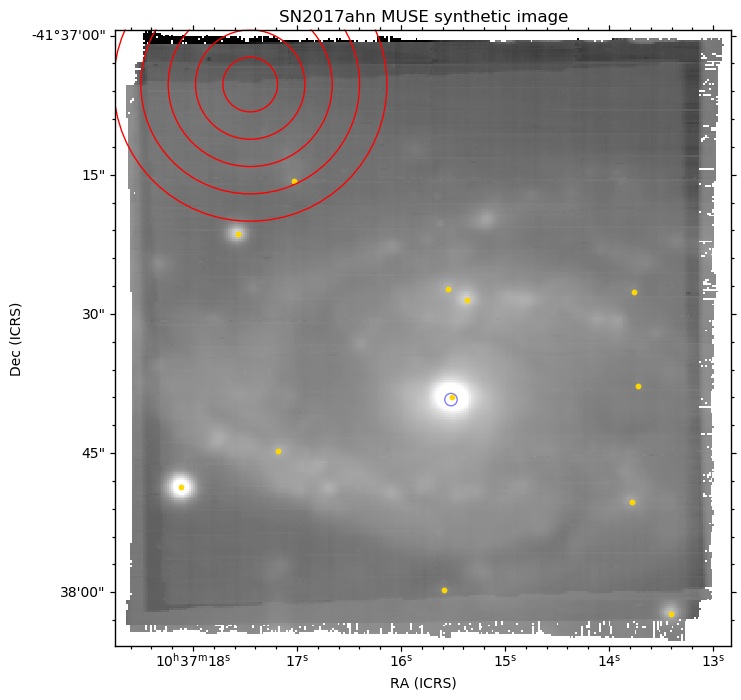 SN2017ahn MUSE synthetic image
-41°37'00"
15"
30"
45"
38'00"
10ʰ37ᵐ18ˢ 17ˢ 16ˢ 15ˢ 14ˢ 13ˢ
RA (ICRS)
Dec (ICRS)